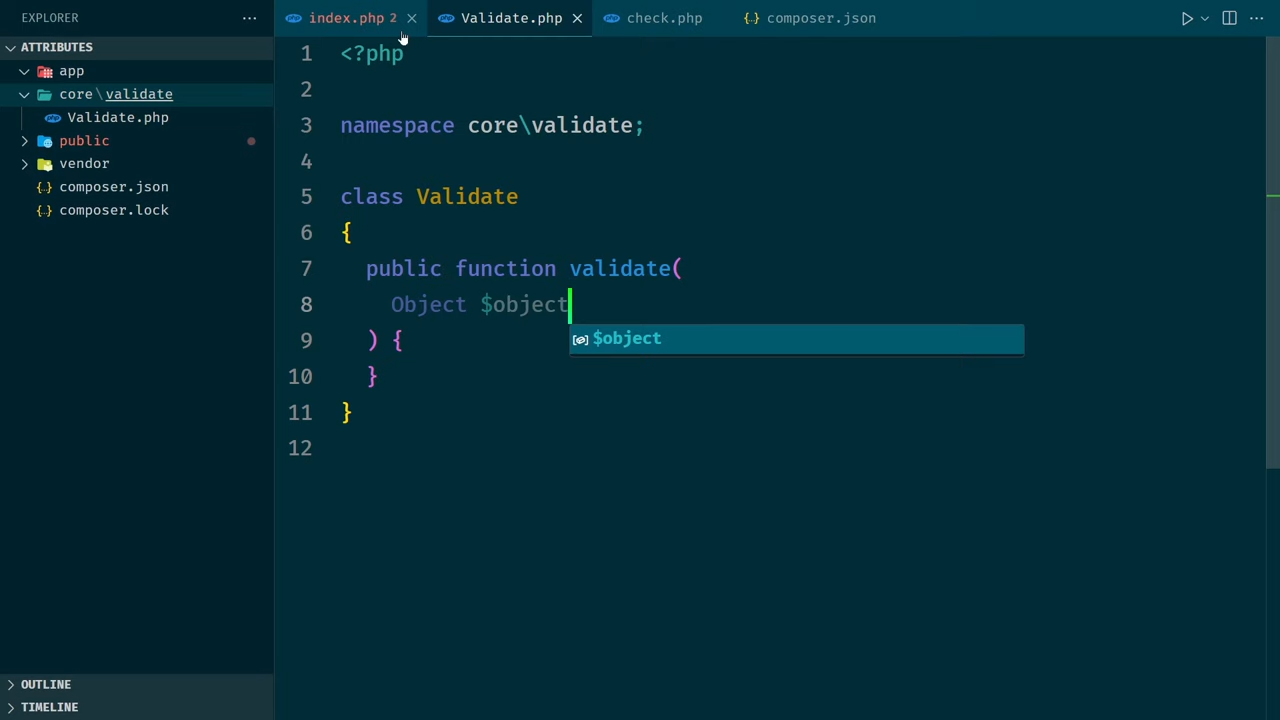 EXPLORER
index.php 2
Validate.php
check.php
{..} composer.json
ATTRIBUTES
app
core\validate
Validate.php
public
vendor
{..} composer.json
{..} composer.lock
OUTLINE
TIMELINE
1 <?php
2
3 namespace core\validate;
4
5 class Validate
6 {
7 public function validate(
8 Object $object
9 ) {
10 }
11 }
12
$object